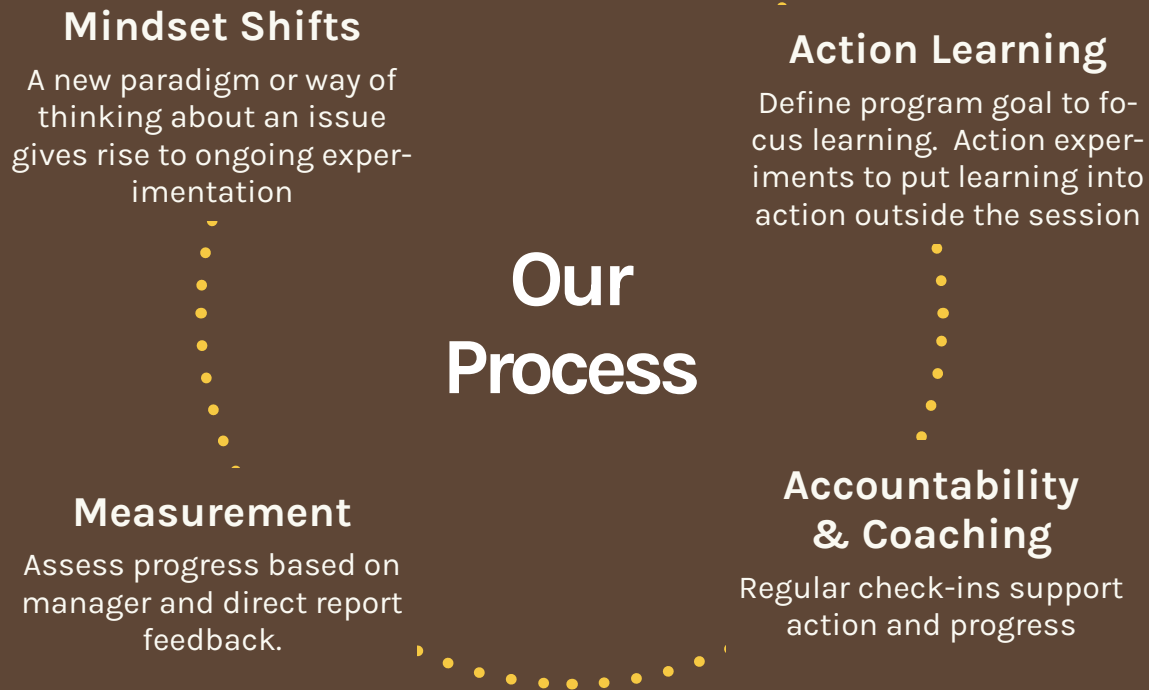 Mindset Shifts
A new paradigm or way of
thinking about an issue
gives rise to ongoing exper-
imentation
Action Learning
Define program goal to fo-
cus learning.  Action exper-
iments to put learning into
action outside the session
Our
Process
Measurement
Assess progress based on
manager and direct report
feedback.
Accountability
& Coaching
Regular check-ins support
action and progress